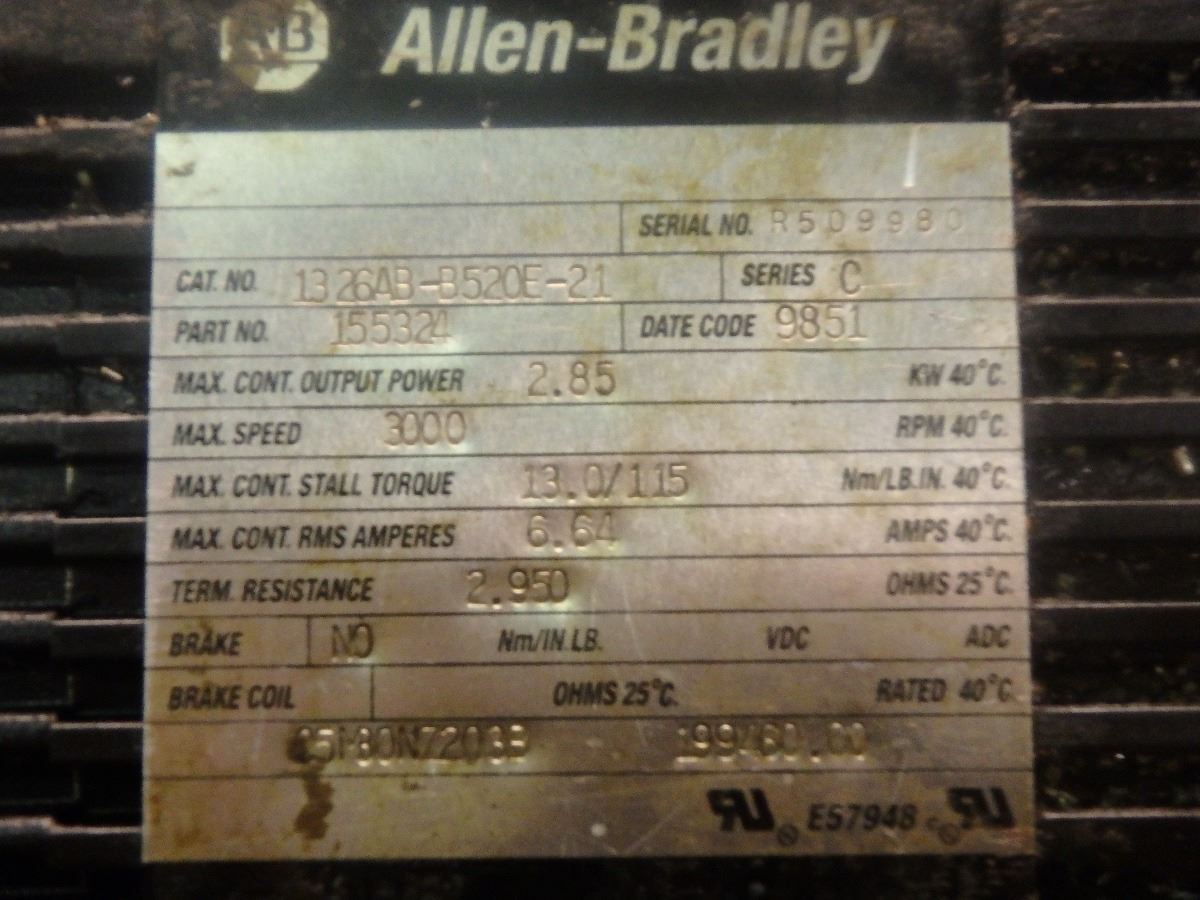 AB Allen-Bradley
SERIAL NO. R509980
CAT. NO. 1326AB-B520E-21 SERIES C
PART NO. 155324 DATE CODE 9851
MAX. CONT. OUTPUT POWER 2.85 KW 40°C.
MAX. SPEED 3000 RPM 40°C.
MAX. CONT. STALL TORQUE 13.0/115 Nm/LB.IN. 40°C.
MAX. CONT. RMS AMPERES 6.64 AMPS 40°C.
TERM. RESISTANCE 2.950 OHMS 25°C.
BRAKE NO Nm/IN LB. VDC ADC
BRAKE COIL OHMS 25°C. RATED 40°C.
199460.00
E57948